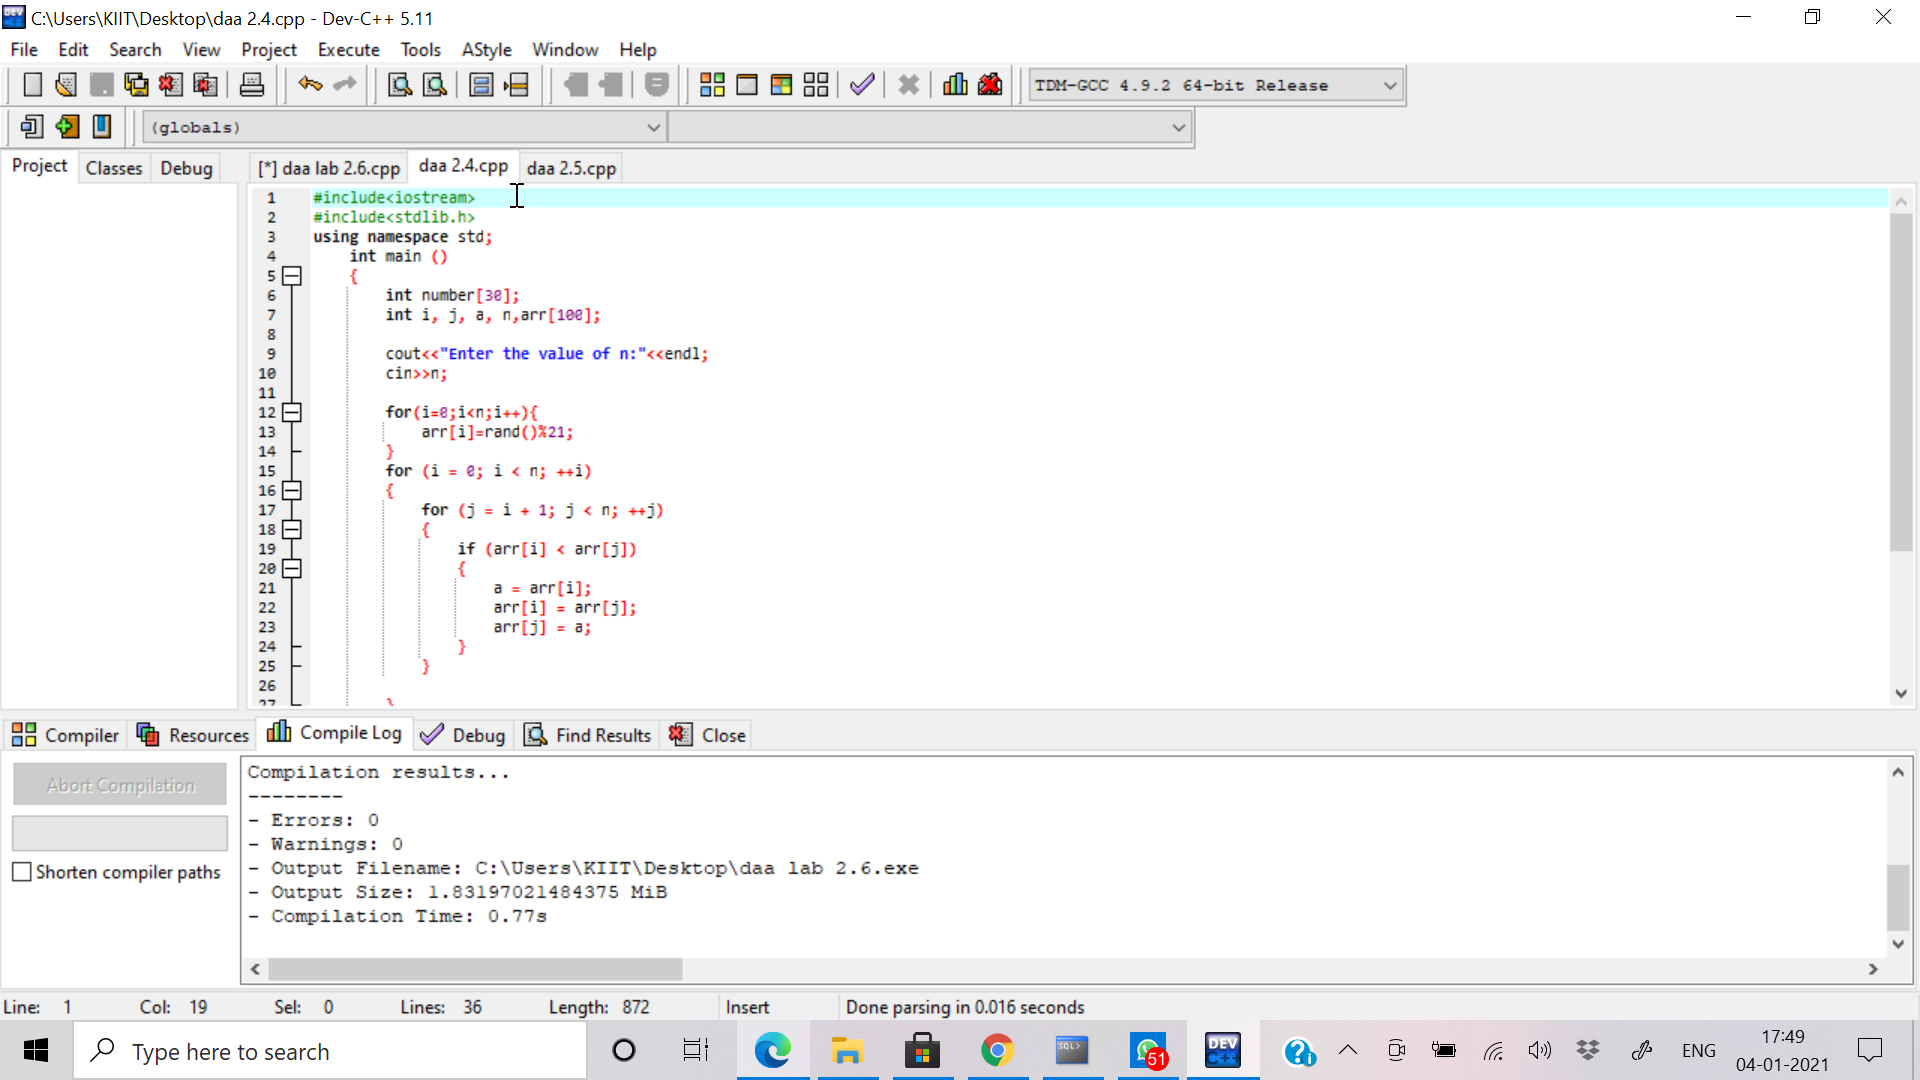 C:\Users\KIIT\Desktop\daa 2.4.cpp - Dev-C++ 5.11
File Edit Search View Project Execute Tools AStyle Window Help
TDM-GCC 4.9.2 64-bit Release
(globals)
Project Classes Debug [*] daa lab 2.6.cpp daa 2.4.cpp daa 2.5.cpp
1 #include<iostream>
2 #include<stdlib.h>
3 using namespace std;
4 int main ()
5 {
6 int number[30];
7 int i, j, a, n,arr[100];
8
9 cout<<"Enter the value of n:"<<endl;
10 cin>>n;
11
12 for(i=0;i<n;i++){
13 arr[i]=rand()%21;
14 }
15 for (i = 0; i < n; ++i)
16 {
17 for (j = i + 1; j < n; ++j)
18 {
19 if (arr[i] < arr[j])
20 {
21 a = arr[i];
22 arr[i] = arr[j];
23 arr[j] = a;
24 }
25 }
26
27 }
Compiler Resources Compile Log Debug Find Results Close
Abort Compilation
Shorten compiler paths
Compilation results...
--------
- Errors: 0
- Warnings: 0
- Output Filename: C:\Users\KIIT\Desktop\daa lab 2.6.exe
- Output Size: 1.83197021484375 MiB
- Compilation Time: 0.77s
Line: 1 Col: 19 Sel: 0 Lines: 36 Length: 872 Insert Done parsing in 0.016 seconds
Type here to search
SQL>
51
DEV C++
ENG
17:49
04-01-2021